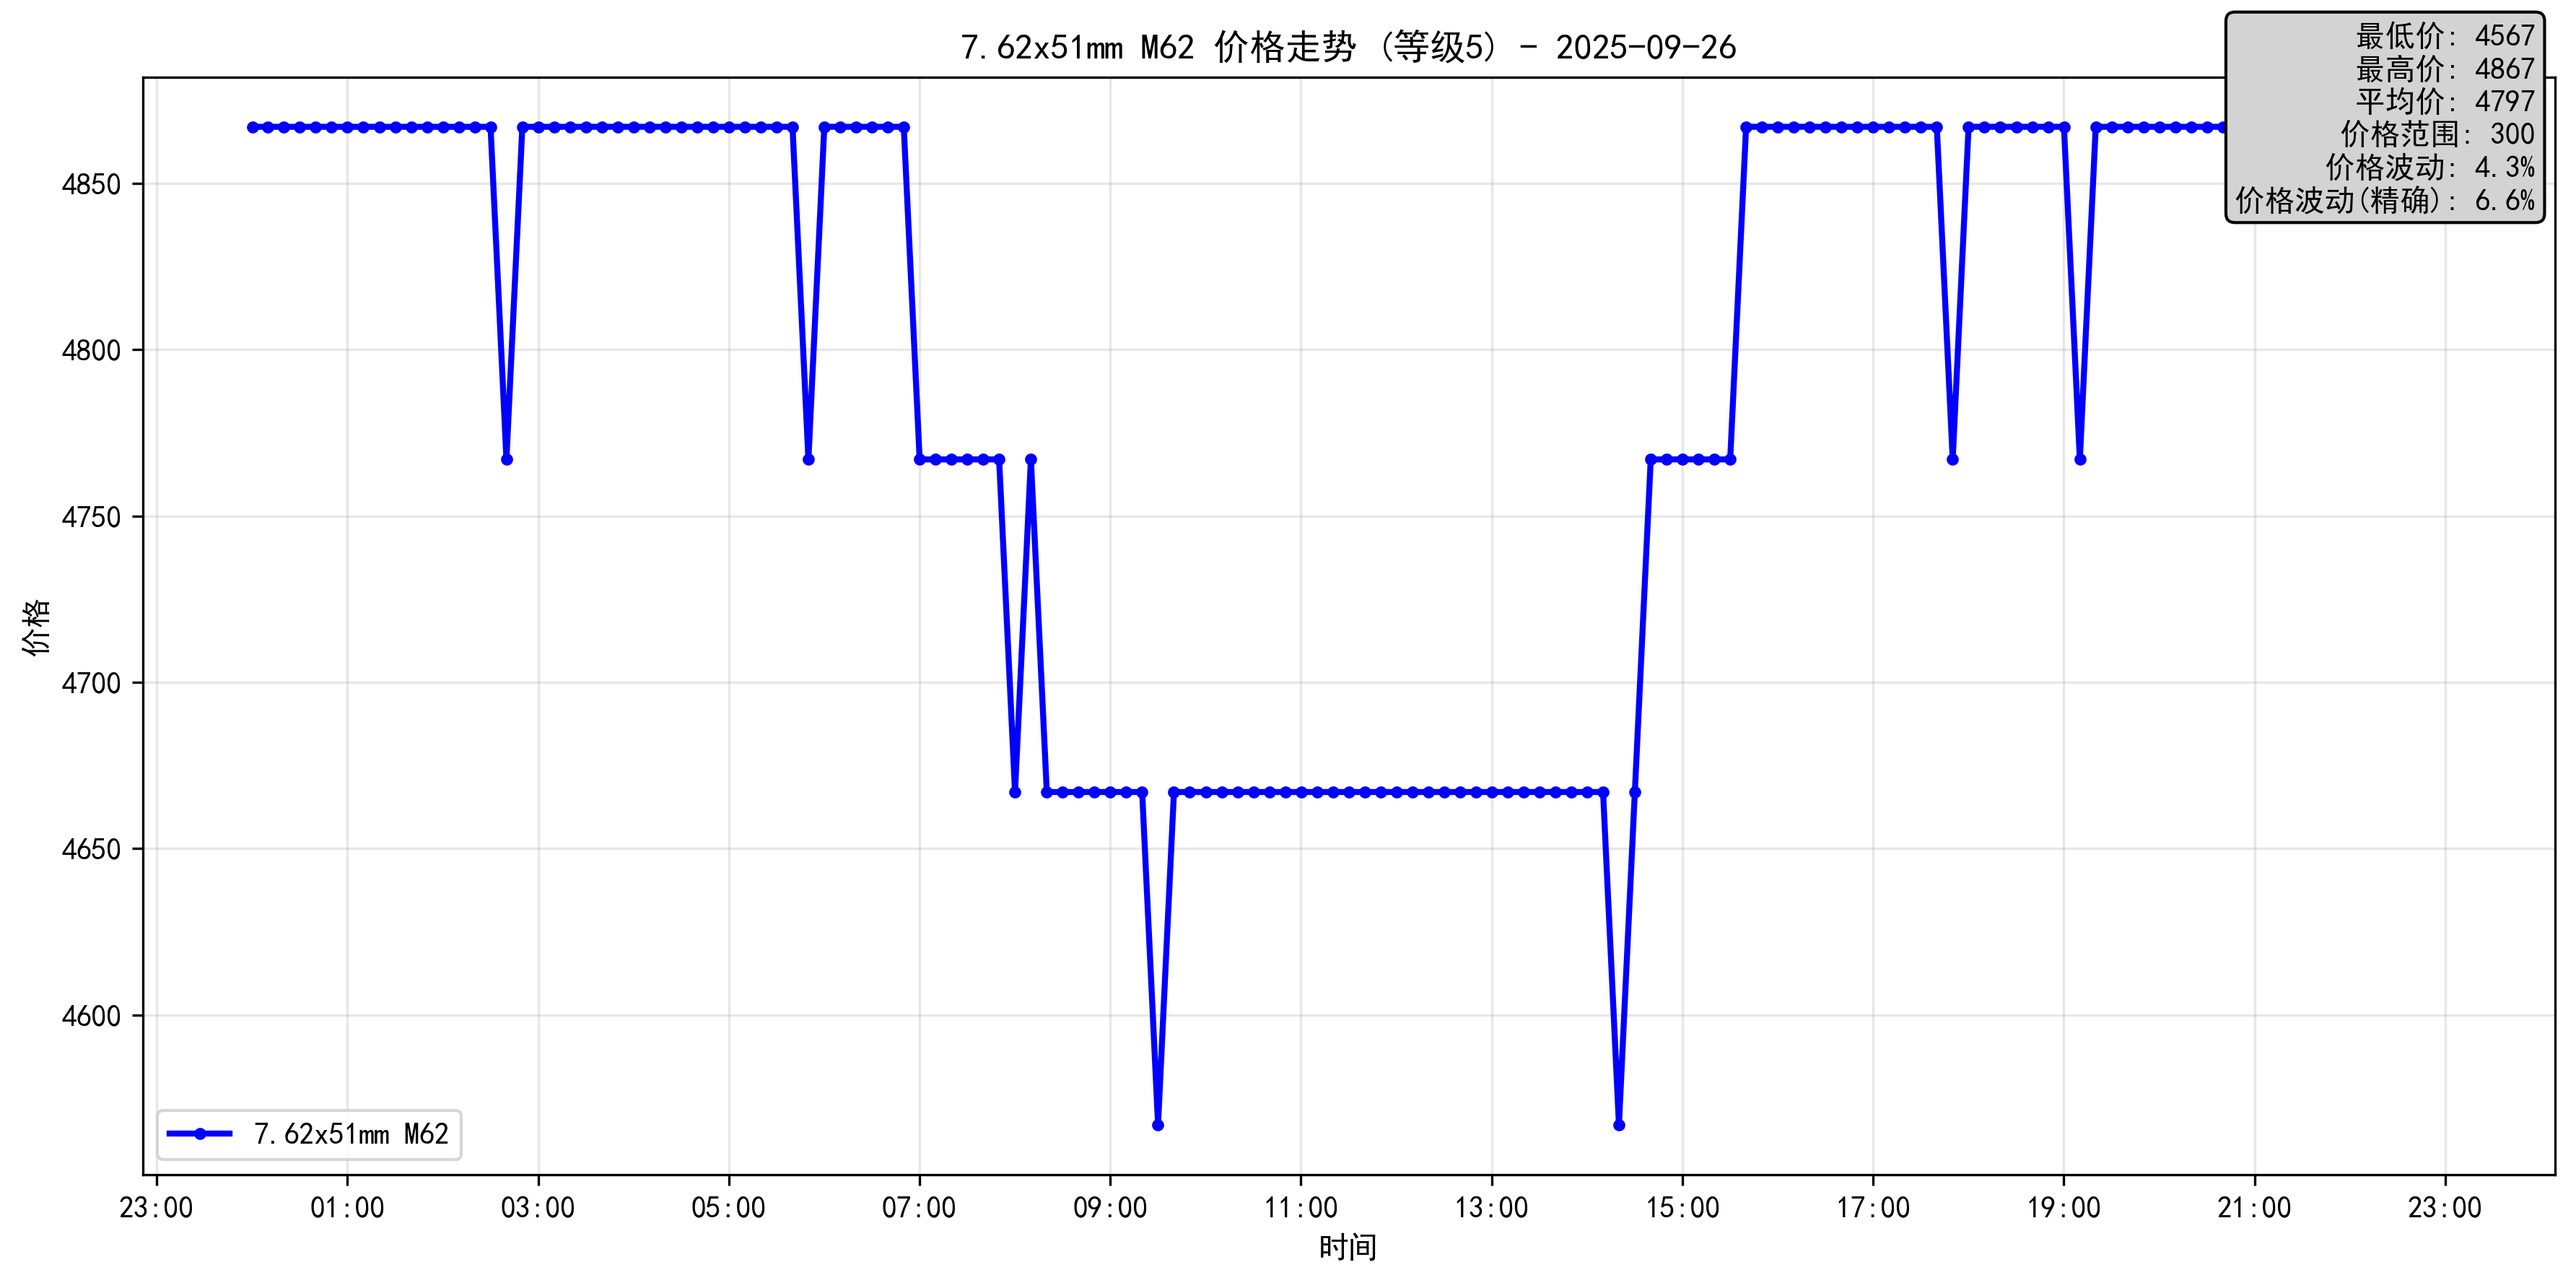 7.62x51mm M62 价格走势 (等级5) - 2025-09-26
最低价: 4567
最高价: 4867
平均价: 4797
价格范围: 300
价格波动: 4.3%
价格波动(精确): 6.6%
4850
4800
4750
4700
4650
4600
价格
7.62x51mm M62
23:00 01:00 03:00 05:00 07:00 09:00 11:00 13:00 15:00 17:00 19:00 21:00 23:00
时间